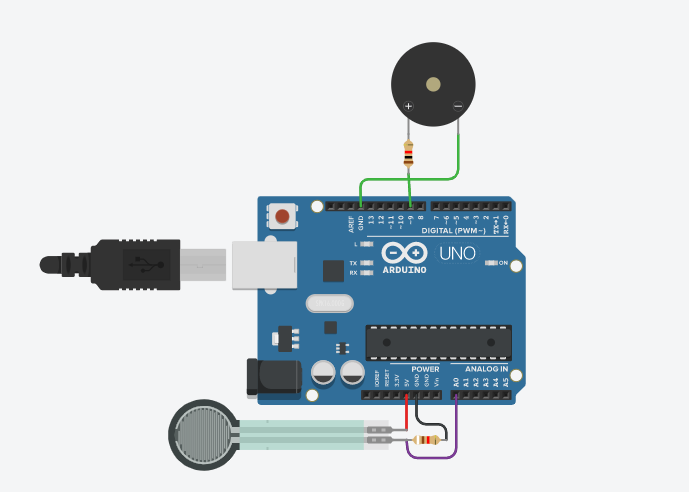 + −
AREF
GND
13
12
~11
~10
~9
8
7
~6
~5
4
~3
2
TX→1
RX←0
DIGITAL (PWM~)
L
TX
RX
UNO
ARDUINO
ON
POWER
ANALOG IN
IOREF
RESET
3.3V
5V
GND
GND
Vin
A0
A1
A2
A3
A4
A5